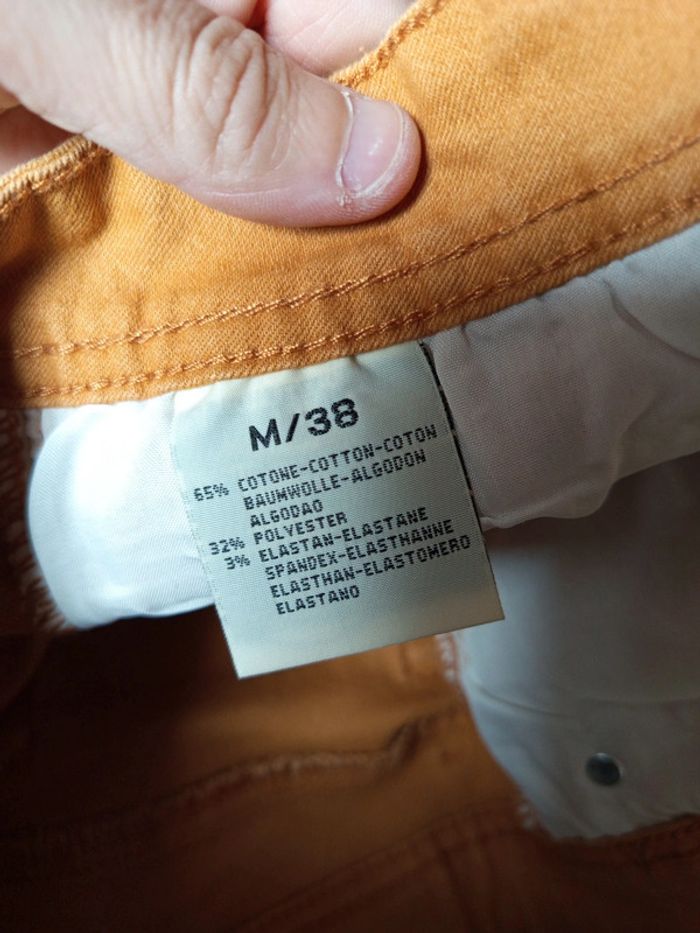 M/38
65% COTONE-COTTON-COTON
BAUMWOLLE-ALGODON
ALGODAO
32% POLYESTER
3% ELASTAN-ELASTANE
SPANDEX-ELASTHANNE
ELASTHAN-ELASTOMERO
ELASTANO